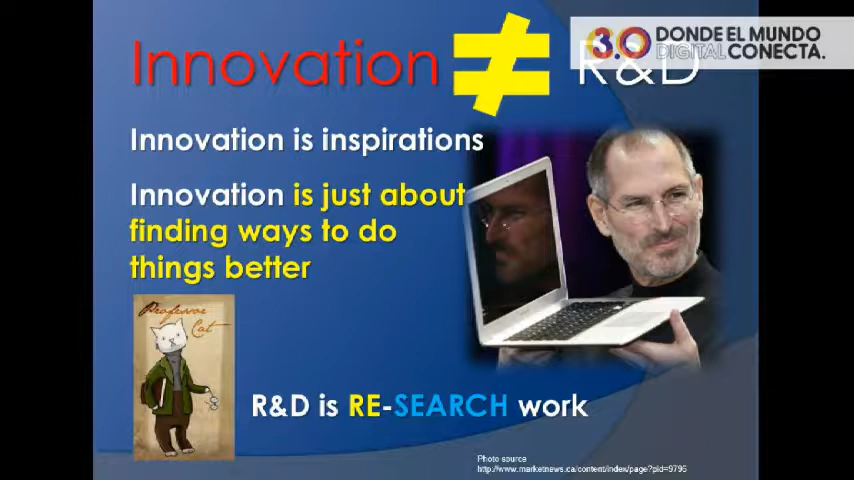 Innovation ≠ R&D
3.0 DONDE EL MUNDO
DIGITAL CONECTA.
Innovation is inspirations
Innovation is just about
finding ways to do
things better
Professor
Cat
R&D is RE-SEARCH work
Photo source
http://www.marketnews.ca/content/index/page?pid=9796